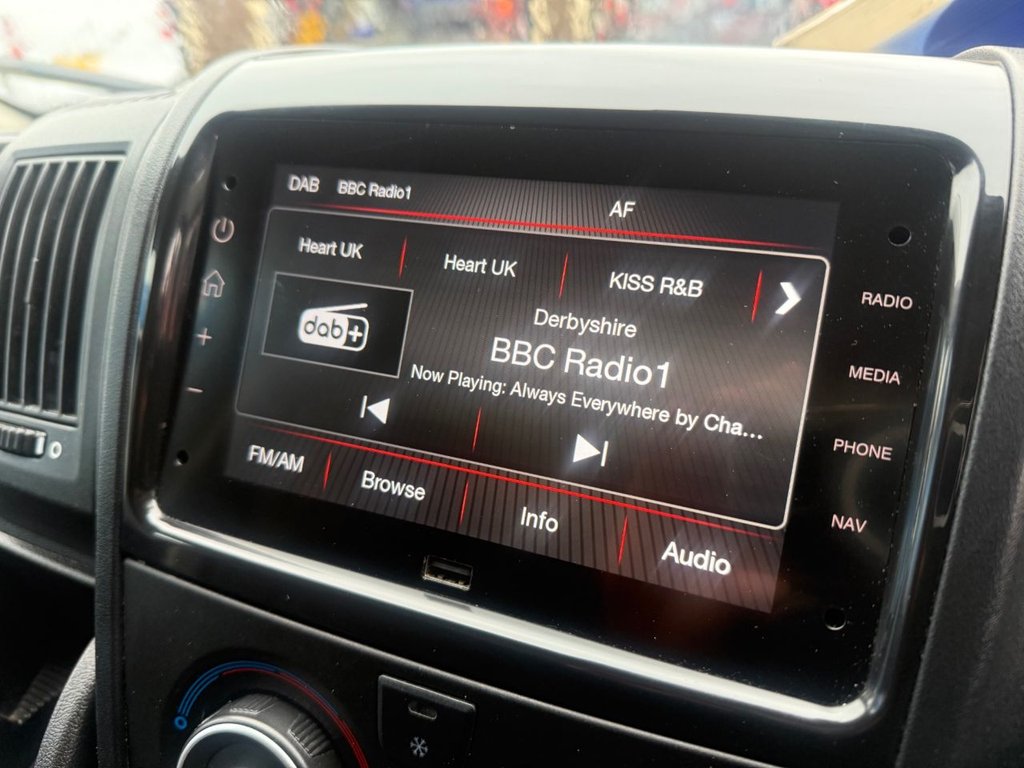 DAB BBC Radio1 AF
Heart UK Heart UK KISS R&B
dab+
Derbyshire
BBC Radio1
Now Playing: Always Everywhere by Cha...
FM/AM Browse Info Audio
RADIO
MEDIA
PHONE
NAV